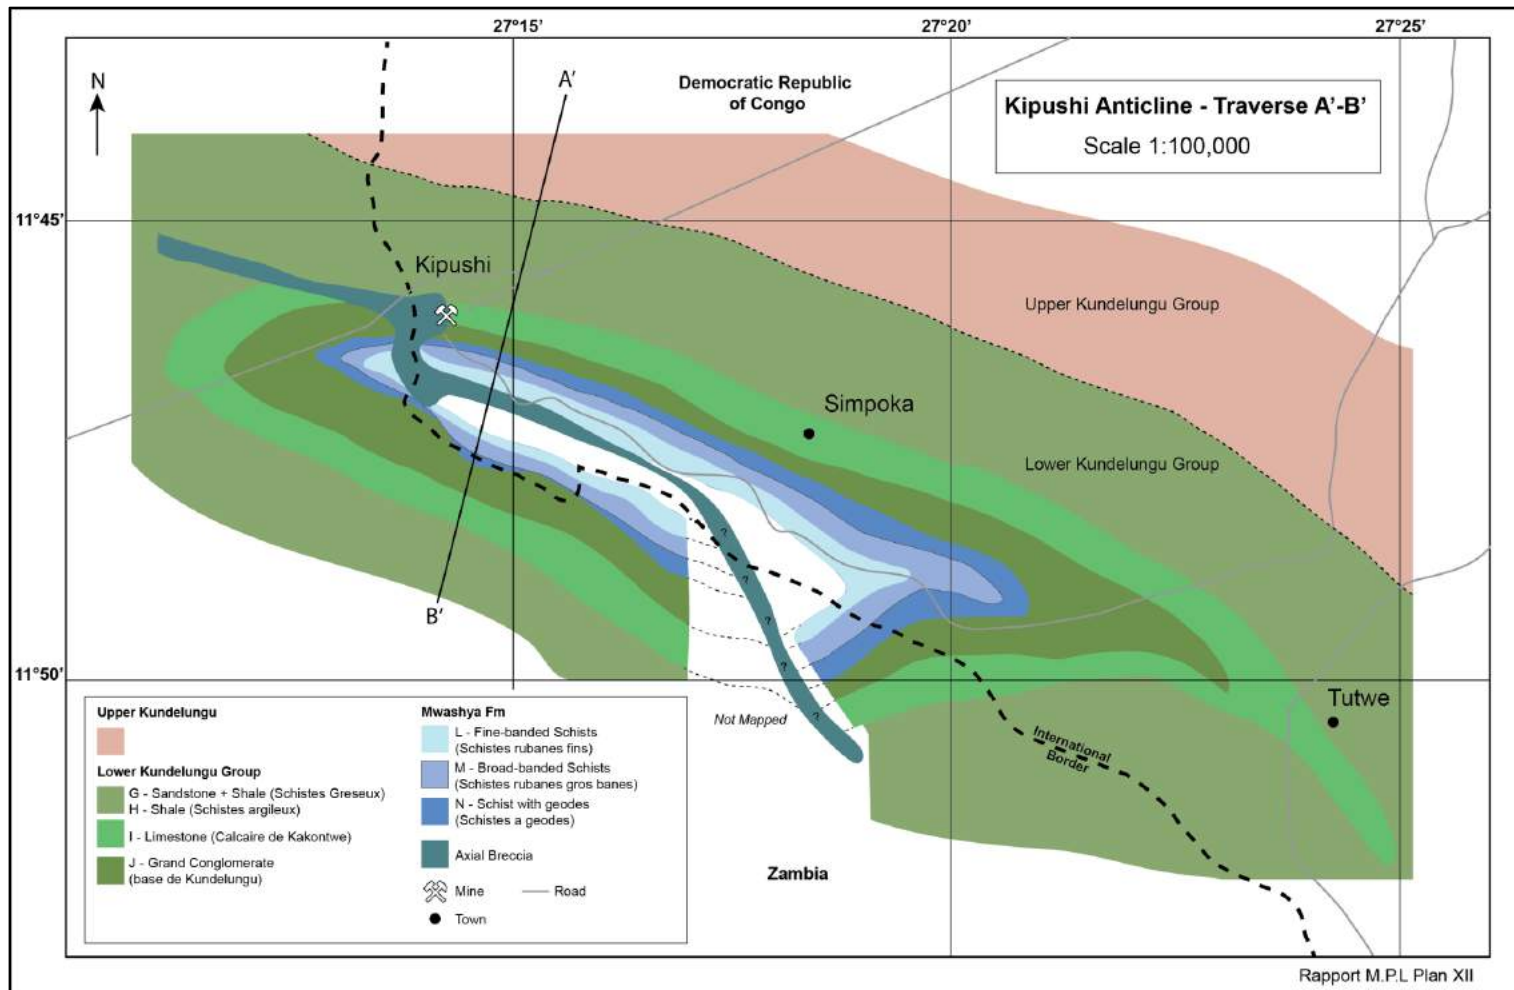 27°15’
27°20’
27°25’
N
A’
Democratic Republic
of Congo
Kipushi Anticline - Traverse A’-B’
Scale 1:100,000
11°45’
Kipushi
Upper Kundelungu Group
Simpoka
Lower Kundelungu Group
?
?
?
?
?
B’
11°50’
Not Mapped
Tutwe
International
Border
Zambia
Upper Kundelungu
Lower Kundelungu Group
G - Sandstone + Shale (Schistes Greseux)
H - Shale (Schistes argileux)
I - Limestone (Calcaire de Kakontwe)
J - Grand Conglomerate
(base de Kundelungu)
Mwashya Fm
L - Fine-banded Schists
(Schistes rubanes fins)
M - Broad-banded Schists
(Schistes rubanes gros banes)
N - Schist with geodes
(Schistes a geodes)
Axial Breccia
Mine
Road
Town
Rapport M.P.L Plan XII